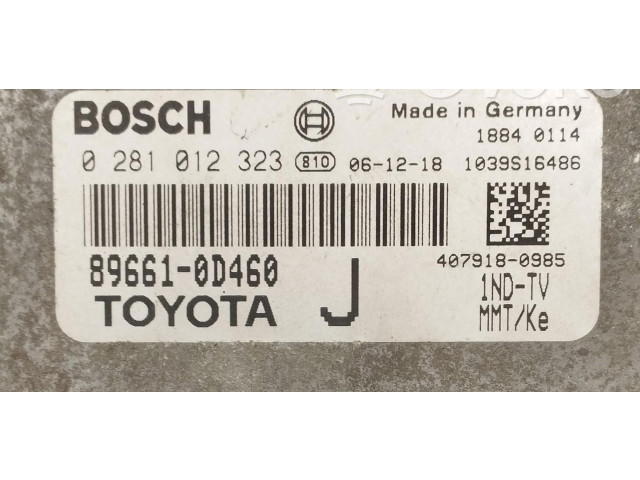 BOSCH Made in Germany
1884 0114
0 281 012 323 810 06-12-18 1039S16486
407918-0985
89661-0D460 J 1ND-TV
TOYOTA MMT/Ke